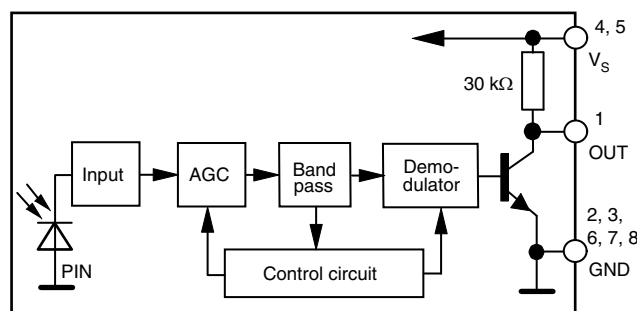 4, 5
V_S
30 kΩ
1
OUT
Input
AGC
Band
pass
Demo-
dulator
2, 3,
6, 7, 8
GND
PIN
Control circuit